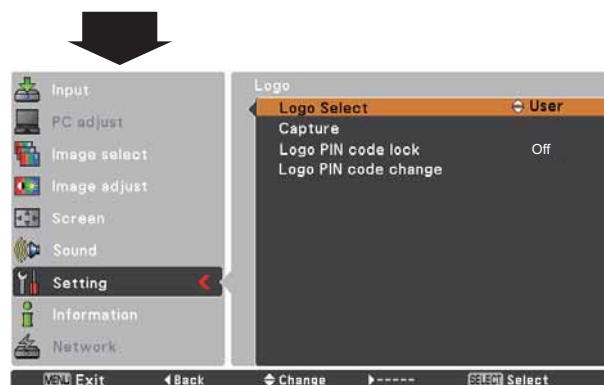 Input
PC adjust
Image select
Image adjust
Screen
Sound
Setting
Information
Network
Logo
Logo Select User
Capture
Logo PIN code lock Off
Logo PIN code change
MENU Exit Back Change ----- SELECT Select